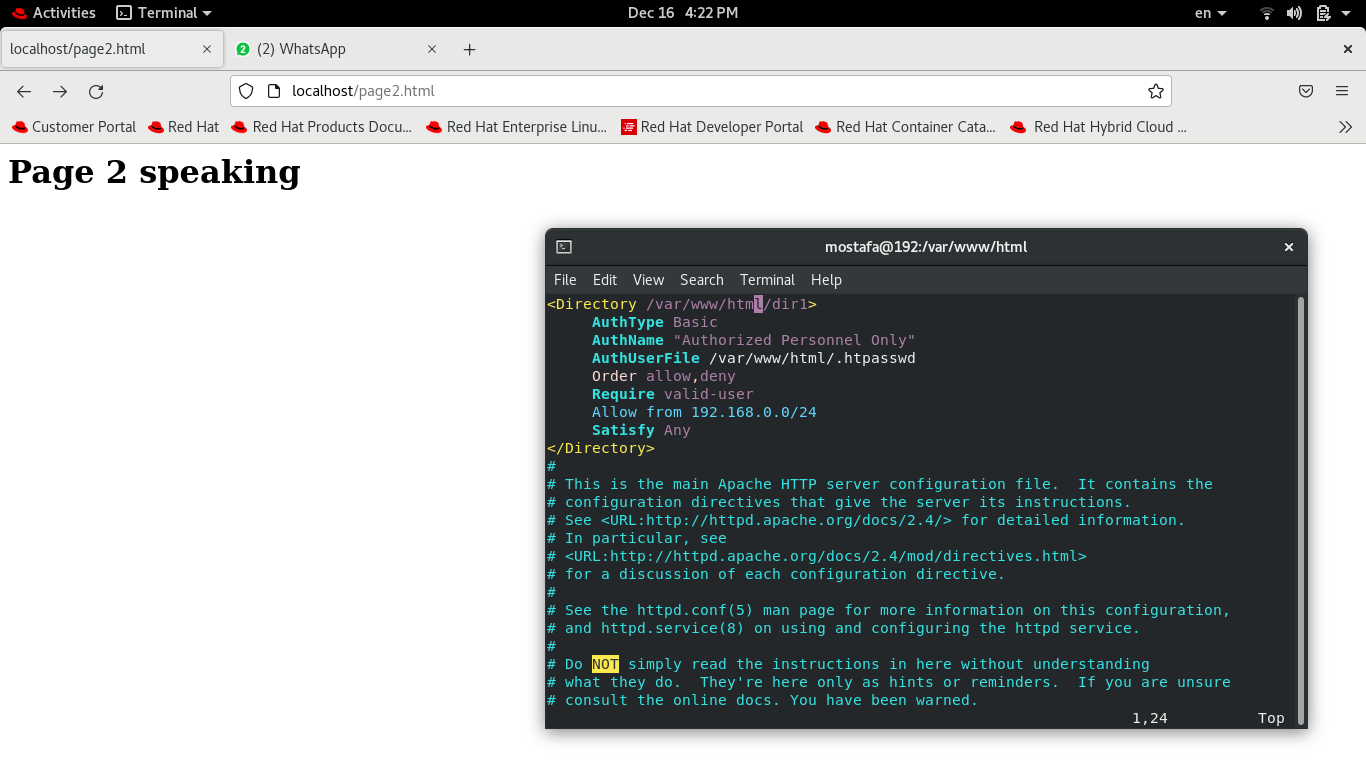 Activities Terminal Dec 16 4:22 PM en
localhost/page2.html 2 (2) WhatsApp
localhost/page2.html
Customer Portal Red Hat Red Hat Products Docu... Red Hat Enterprise Linu... Red Hat Developer Portal Red Hat Container Cata... Red Hat Hybrid Cloud ...
Page 2 speaking
mostafa@192:/var/www/html
File Edit View Search Terminal Help
<Directory /var/www/html/dir1>
AuthType Basic
AuthName "Authorized Personnel Only"
AuthUserFile /var/www/html/.htpasswd
Order allow,deny
Require valid-user
Allow from 192.168.0.0/24
Satisfy Any
</Directory>
#
# This is the main Apache HTTP server configuration file.  It contains the
# configuration directives that give the server its instructions.
# See <URL:http://httpd.apache.org/docs/2.4/> for detailed information.
# In particular, see
# <URL:http://httpd.apache.org/docs/2.4/mod/directives.html>
# for a discussion of each configuration directive.
#
# See the httpd.conf(5) man page for more information on this configuration,
# and httpd.service(8) on using and configuring the httpd service.
#
# Do NOT simply read the instructions in here without understanding
# what they do.  They're here only as hints or reminders.  If you are unsure
# consult the online docs. You have been warned.
1,24 Top